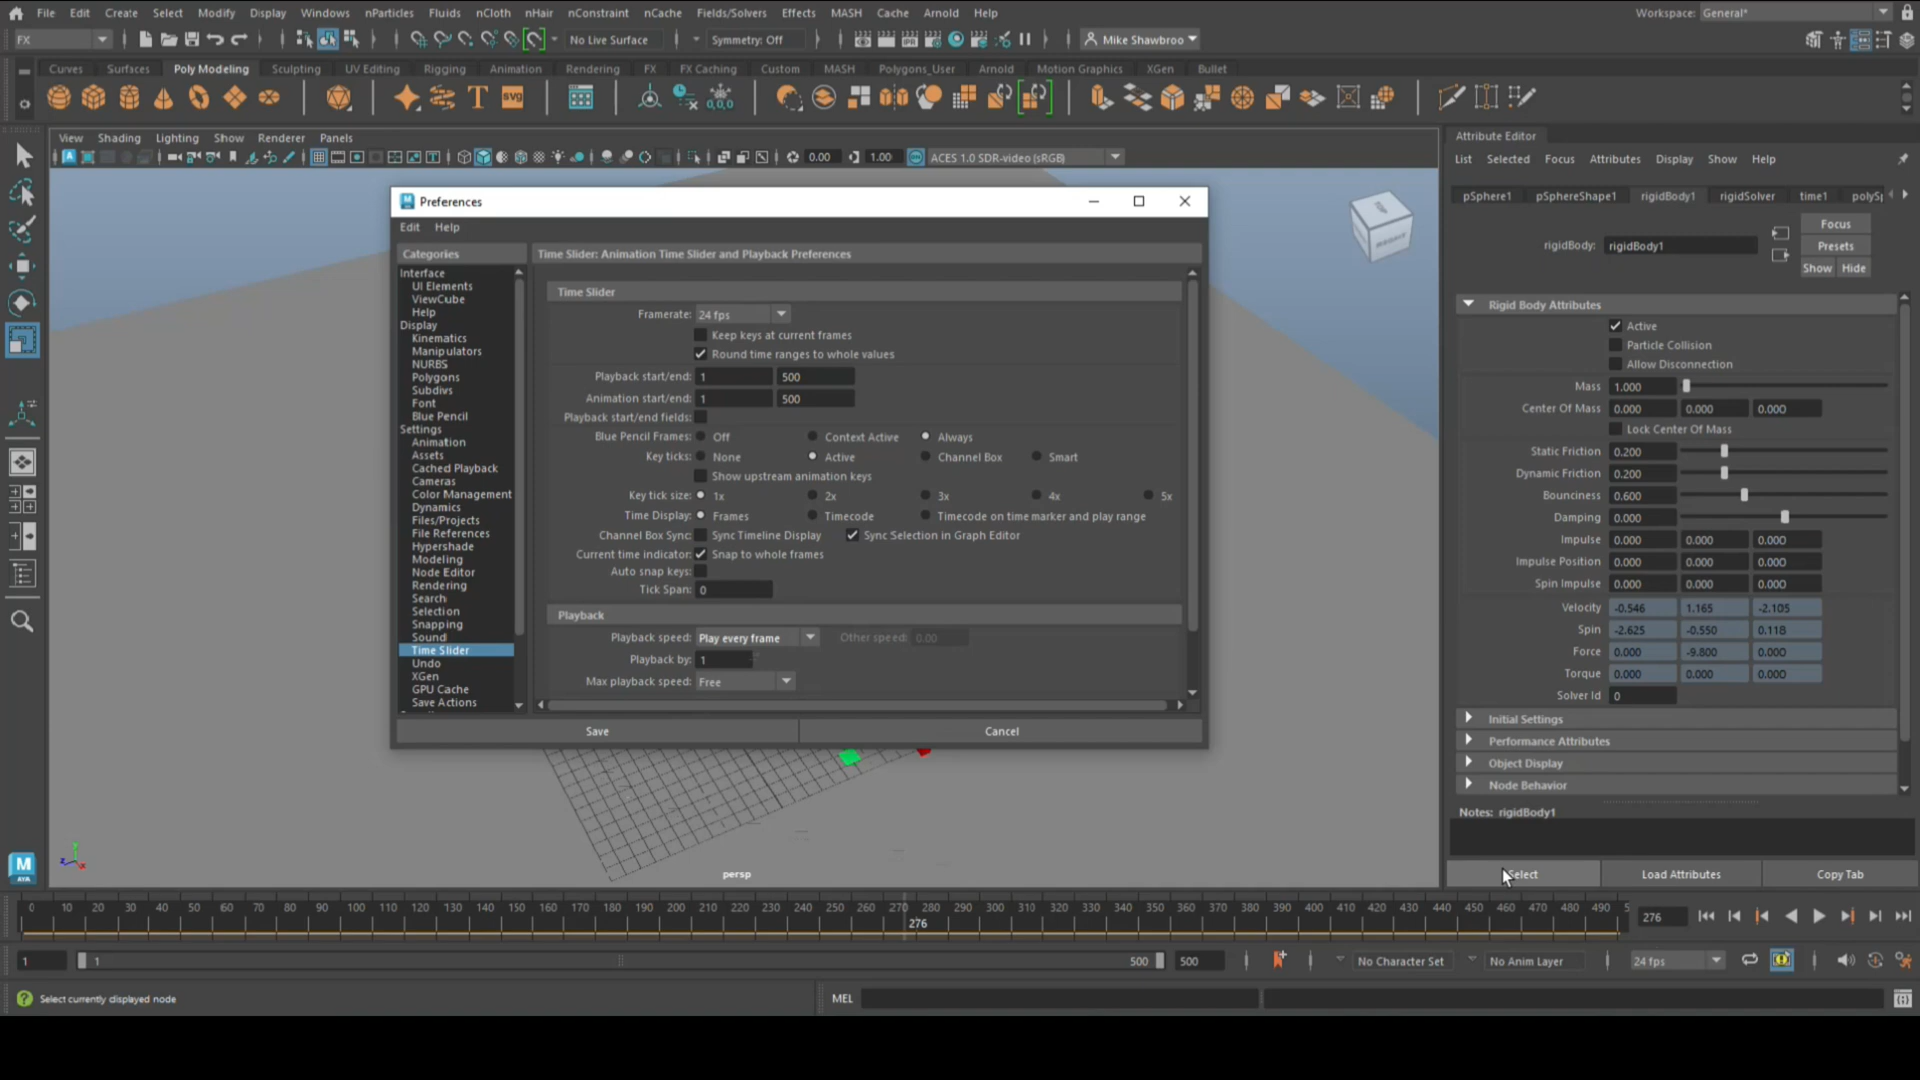 File Edit Create Select Modify Display Windows nParticles Fluids nCloth nHair nConstraint nCache Fields/Solvers Effects MASH Cache Arnold Help
Workspace: General*
FX
No Live Surface
Symmetry: Off
Mike Shawbroo
Curves Surfaces Poly Modeling Sculpting UV Editing Rigging Animation Rendering FX FX Caching Custom MASH Polygons_User Arnold Motion Graphics XGen Bullet
T SVG 0,0,0
View Shading Lighting Show Renderer Panels
0.00 1.00 ACES 1.0 SDR-video (sRGB)
Preferences
Edit Help
Categories
Interface
UI Elements
ViewCube
Help
Display
Kinematics
Manipulators
NURBS
Polygons
Subdivs
Font
Blue Pencil
Settings
Animation
Assets
Cached Playback
Cameras
Color Management
Dynamics
Files/Projects
File References
Hypershade
Modeling
Node Editor
Rendering
Search
Selection
Snapping
Sound
Time Slider
Undo
XGen
GPU Cache
Save Actions
Time Slider: Animation Time Slider and Playback Preferences
Time Slider
Framerate: 24 fps
Keep keys at current frames
Round time ranges to whole values
Playback start/end: 1 500
Animation start/end: 1 500
Playback start/end fields:
Blue Pencil Frames: Off Context Active Always
Key ticks: None Active Channel Box Smart
Show upstream animation keys
Key tick size: 1x 2x 3x 4x 5x
Time Display: Frames Timecode Timecode on time marker and play range
Channel Box Sync: Sync Timeline Display Sync Selection in Graph Editor
Current time indicator: Snap to whole frames
Auto snap keys:
Tick Span: 0
Playback
Playback speed: Play every frame Other speed: 0.00
Playback by: 1
Max playback speed: Free
Save Cancel
persp
Attribute Editor
List Selected Focus Attributes Display Show Help
pSphere1 pSphereShape1 rigidBody1 rigidSolver time1
rigidBody: rigidBody1
Focus
Presets
Show Hide
Rigid Body Attributes
Active
Particle Collision
Allow Disconnection
Mass 1.000
Center Of Mass 0.000 0.000 0.000
Lock Center Of Mass
Static Friction 0.200
Dynamic Friction 0.200
Bounciness 0.600
Damping 0.000
Impulse 0.000 0.000 0.000
Impulse Position 0.000 0.000 0.000
Spin Impulse 0.000 0.000 0.000
Velocity -0.546 1.165 -2.105
Spin -2.625 -0.550 0.118
Force 0.000 -9.800 0.000
Torque 0.000 0.000 0.000
Solver Id 0
Initial Settings
Performance Attributes
Object Display
Node Behavior
Notes: rigidBody1
Select Load Attributes Copy Tab
0 10 20 30 40 50 60 70 80 90 100 110 120 130 140 150 160 170 180 190 200 210 220 230 240 250 260 270 280 290 300 310 320 330 340 350 360 370 380 390 400 410 420 430 440 450 460 470 480 490
276
276
1 1 500 500 No Character Set No Anim Layer 24 fps
Select currently displayed node
MEL